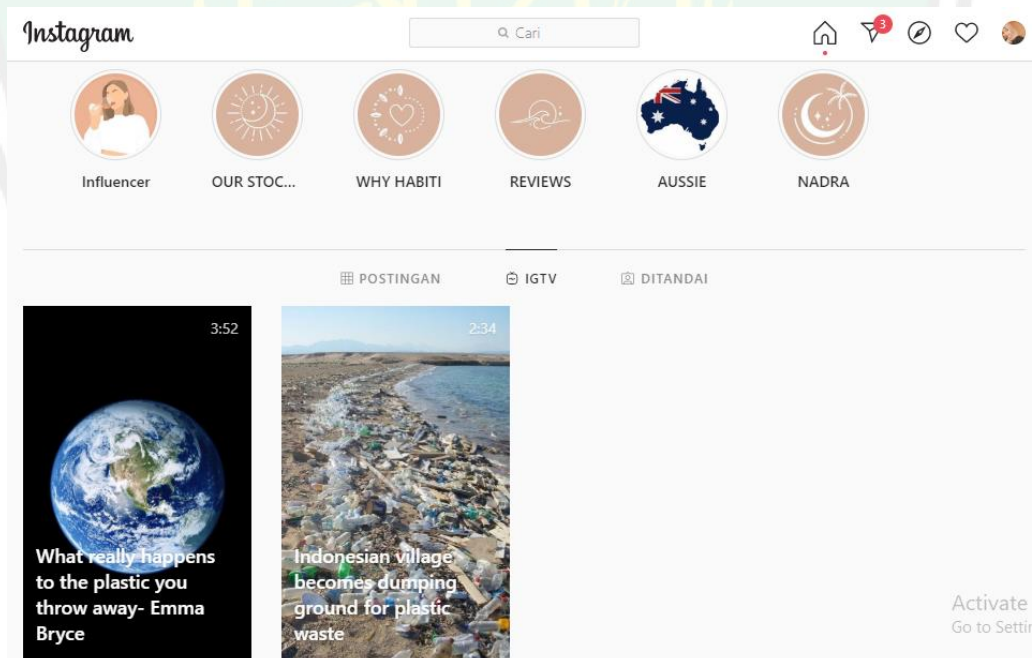 Instagram
Cari
3
Influencer
OUR STOC...
WHY HABITI
REVIEWS
AUSSIE
NADRA
POSTINGAN
IGTV
DITANDAI
3:52
What really happens
to the plastic you
throw away- Emma
Bryce
2:34
Indonesian village
becomes dumping
ground for plastic
waste
Activate
Go to Settin